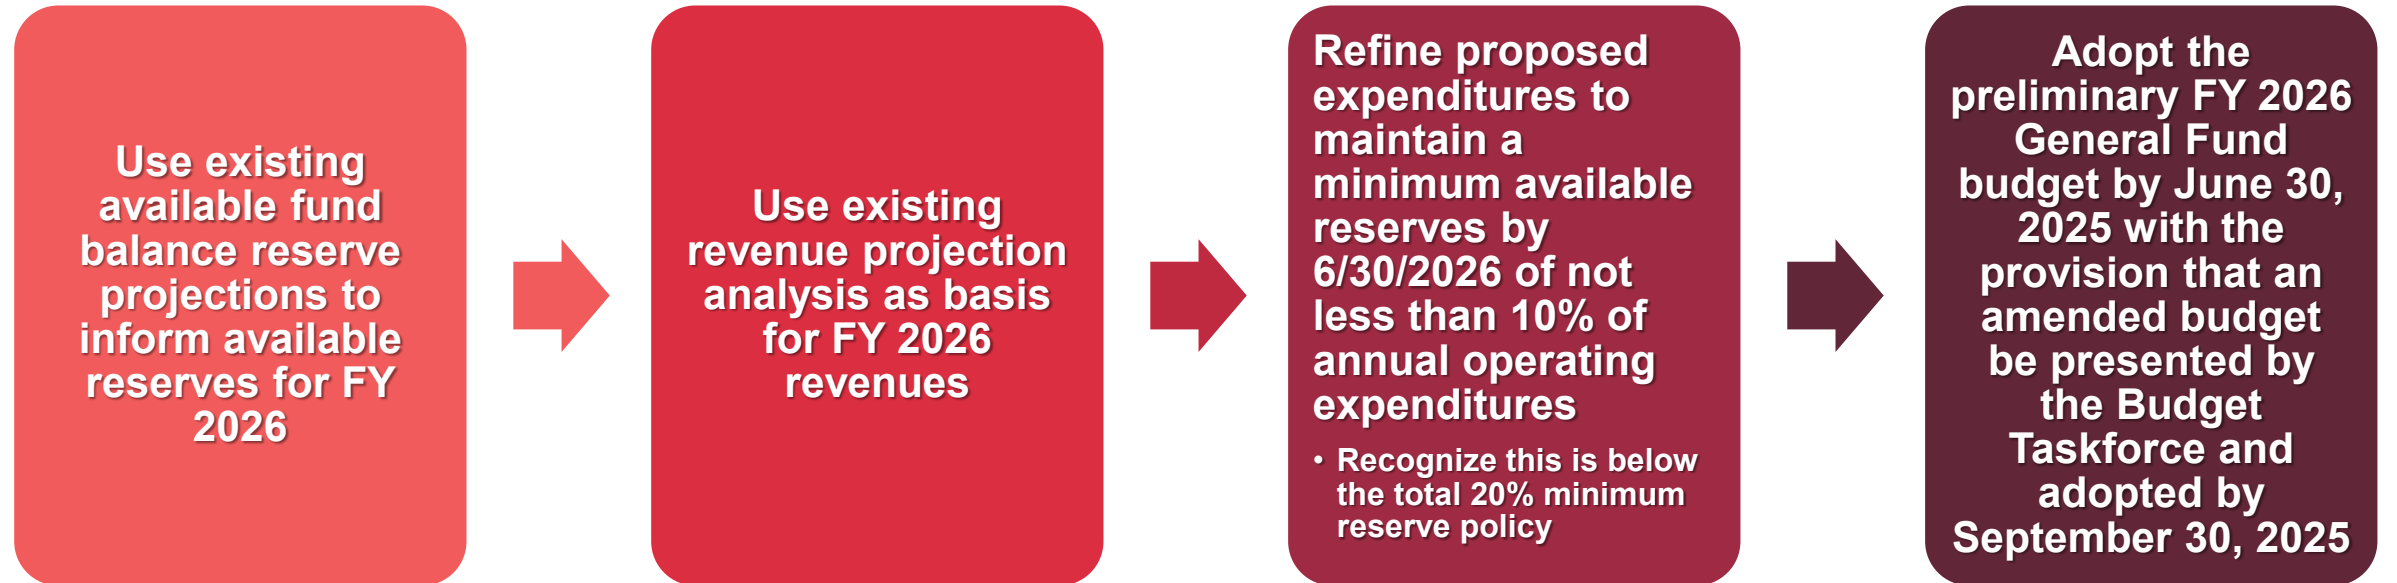 Use existing
available fund
balance reserve
projections to
inform available
reserves for FY
2026
Use existing
revenue projection
analysis as basis
for FY 2026
revenues
Refine proposed
expenditures to
maintain a
minimum available
reserves by
6/30/2026 of not
less than 10% of
annual operating
expenditures
• Recognize this is below
the total 20% minimum
reserve policy
Adopt the
preliminary FY 2026
General Fund
budget by June 30,
2025 with the
provision that an
amended budget
be presented by
the Budget
Taskforce and
adopted by
September 30, 2025